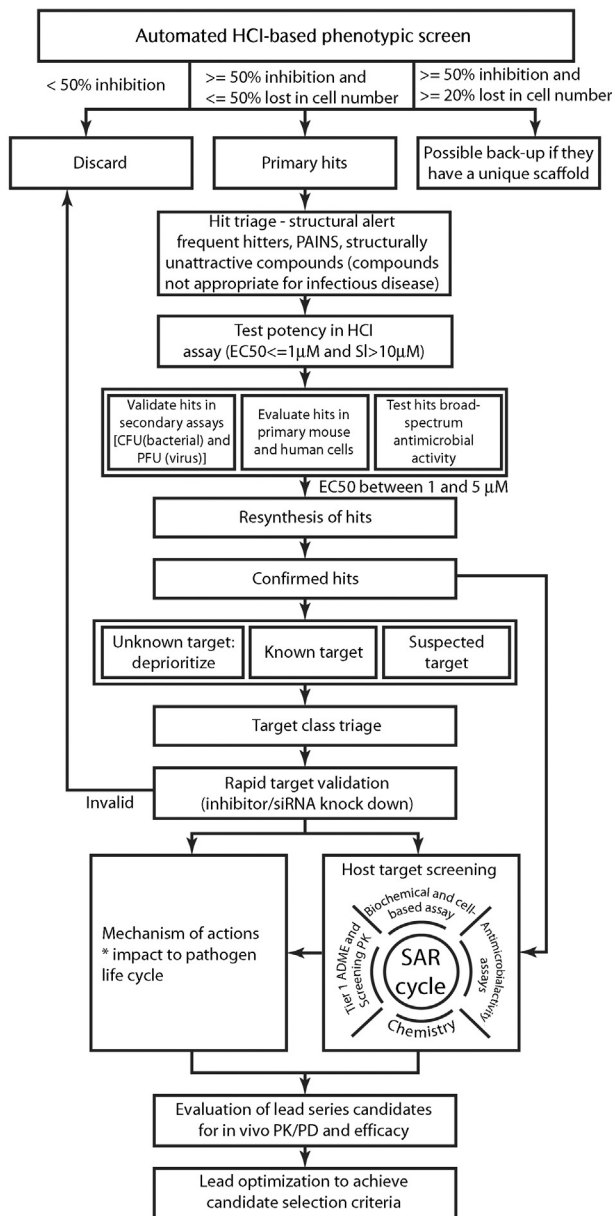 Automated HCI-based phenotypic screen
< 50% inhibition
>= 50% inhibition and
<= 50% lost in cell number
>= 50% inhibition and
>= 20% lost in cell number
Discard
Primary hits
Possible back-up if they
have a unique scaffold
Hit triage - structural alert
frequent hitters, PAINS, structurally
unattractive compounds (compounds
not appropriate for infectious disease)
Test potency in HCI
assay (EC50<=1μM and SI>10μM)
Validate hits in
secondary assays
[CFU(bacterial) and
PFU (virus)]
Evaluate hits in
primary mouse
and human cells
Test hits broad-
spectrum
antimicrobial
activity
EC50 between 1 and 5 μM
Resynthesis of hits
Confirmed hits
Unknown target:
deprioritize
Known target
Suspected
target
Target class triage
Rapid target validation
(inhibitor/siRNA knock down)
Invalid
Mechanism of actions
* impact to pathogen
life cycle
Host target screening
Biochemical and cell-
based assay
Tier 1 ADME and
Screening PK
SAR
cycle
Antimicrobialactivity
assays
Chemistry
Evaluation of lead series candidates
for in vivo PK/PD and efficacy
Lead optimization to achieve
candidate selection criteria